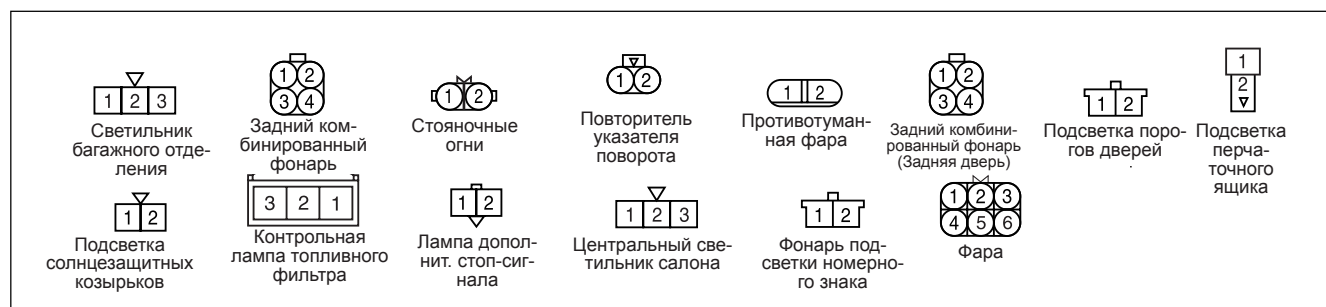 1 2 3
Светильник
багажного отде-
ления
1 2
3 4
Задний ком-
бинированный
фонарь
1 2
Стояночные
огни
1 2
Повторитель
указателя
поворота
1 2
Противотуман-
ная фара
1 2
3 4
Задний комбини-
рованный фонарь
(Задняя дверь)
1 2
Подсветка поро-
гов дверей
1
2
Подсветка
перча-
точного
ящика
1 2
Подсветка
солнцезащитных
козырьков
3 2 1
Контрольная
лампа топливного
фильтра
1 2
Лампа допол-
нит. стоп-сиг-
нала
1 2 3
Центральный све-
тильник салона
1 2
Фонарь под-
светки номерно-
го знака
1 2 3
4 5 6
Фара